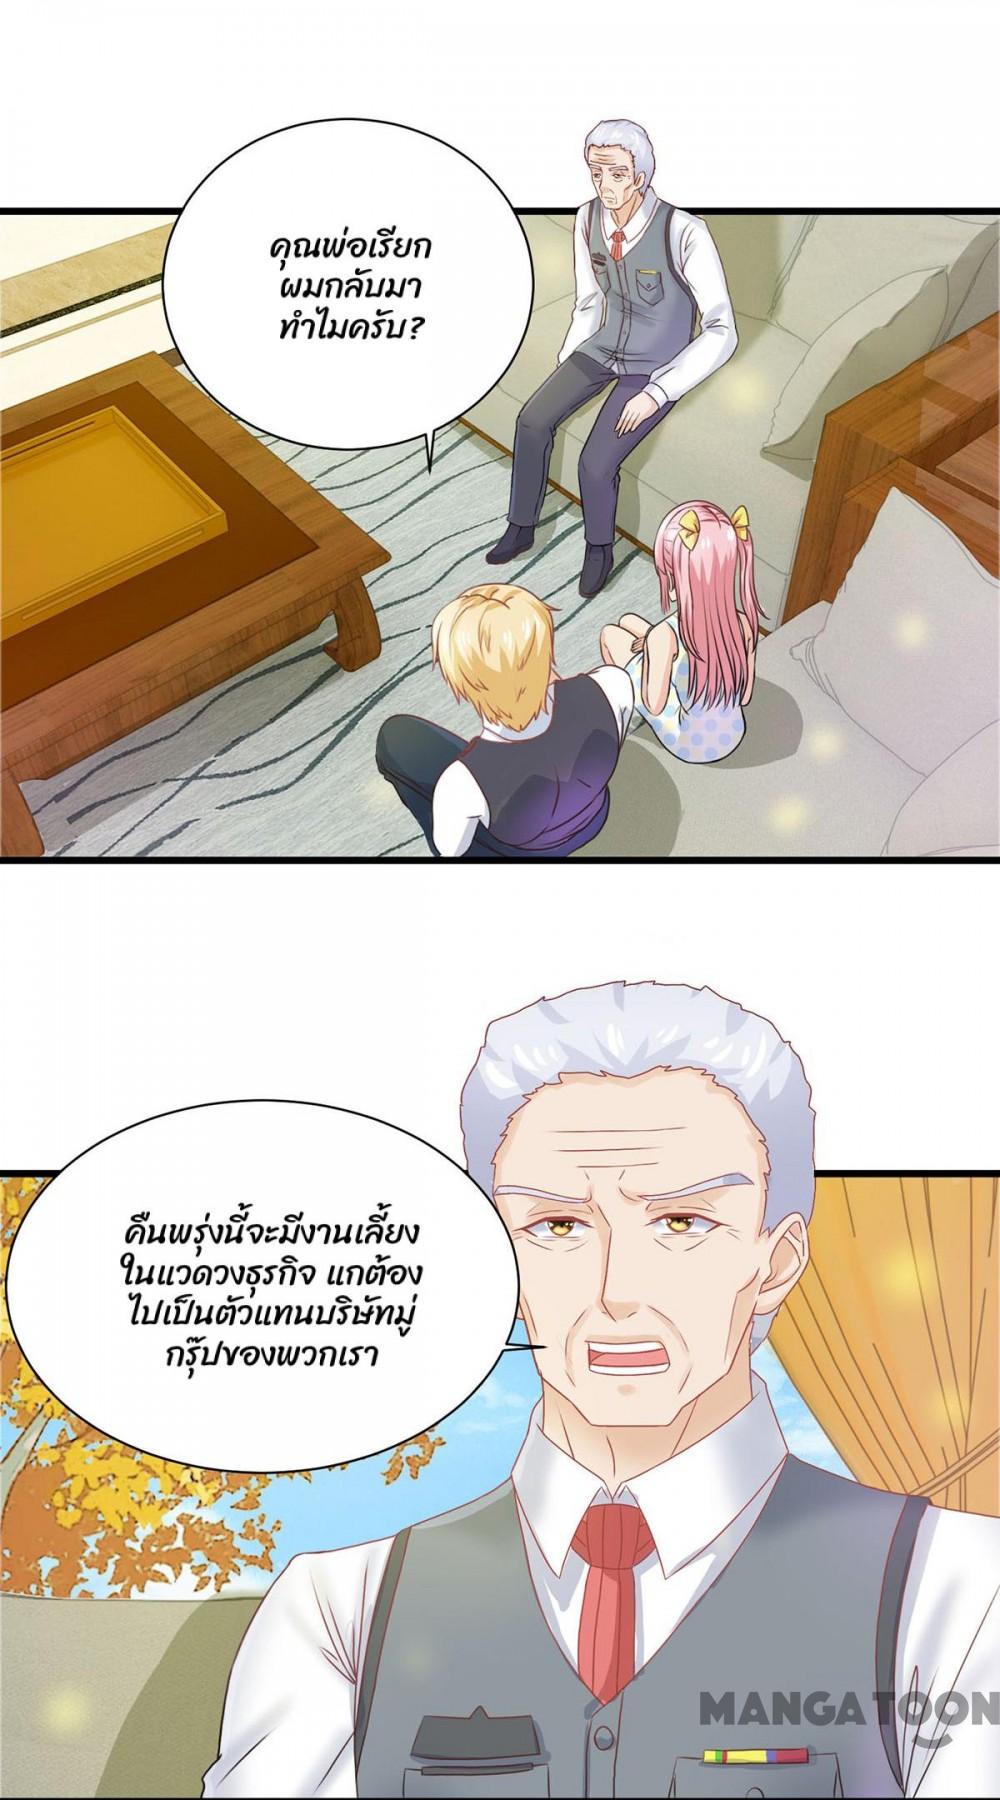 คุณพ่อเรียก
ผมกลับมา
ทำไมครับ?
คืนพรุ่งนี้จะมีงานเลี้ยง
ในแวดวงธุรกิจ แกต้อง
ไปเป็นตัวแทนบริษัทมู่
กรุ๊ปของพวกเรา
MANGATOON